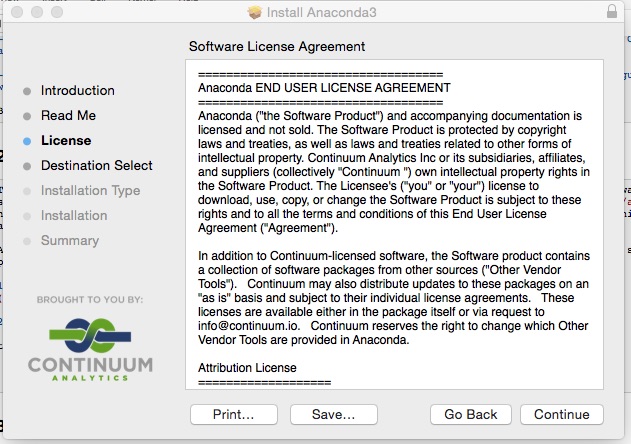 Install Anaconda3
Software License Agreement
Introduction
Read Me
License
Destination Select
Installation Type
Installation
Summary
BROUGHT TO YOU BY:
CONTINUUM
ANALYTICS
===================================
Anaconda END USER LICENSE AGREEMENT
===================================
Anaconda ("the Software Product") and accompanying documentation is
licensed and not sold. The Software Product is protected by copyright
laws and treaties, as well as laws and treaties related to other forms of
intellectual property. Continuum Analytics Inc or its subsidiaries, affiliates,
and suppliers (collectively "Continuum ") own intellectual property rights in
the Software Product. The Licensee's ("you" or "your") license to
download, use, copy, or change the Software Product is subject to these
rights and to all the terms and conditions of this End User License
Agreement ("Agreement").
In addition to Continuum-licensed software, the Software product contains
a collection of software packages from other sources ("Other Vendor
Tools").   Continuum may also distribute updates to these packages on an
"as is" basis and subject to their individual license agreements.   These
licenses are available either in the package itself or via request to
info@continuum.io.   Continuum reserves the right to change which Other
Vendor Tools are provided in Anaconda.
Attribution License
===================
Print...
Save...
Go Back
Continue